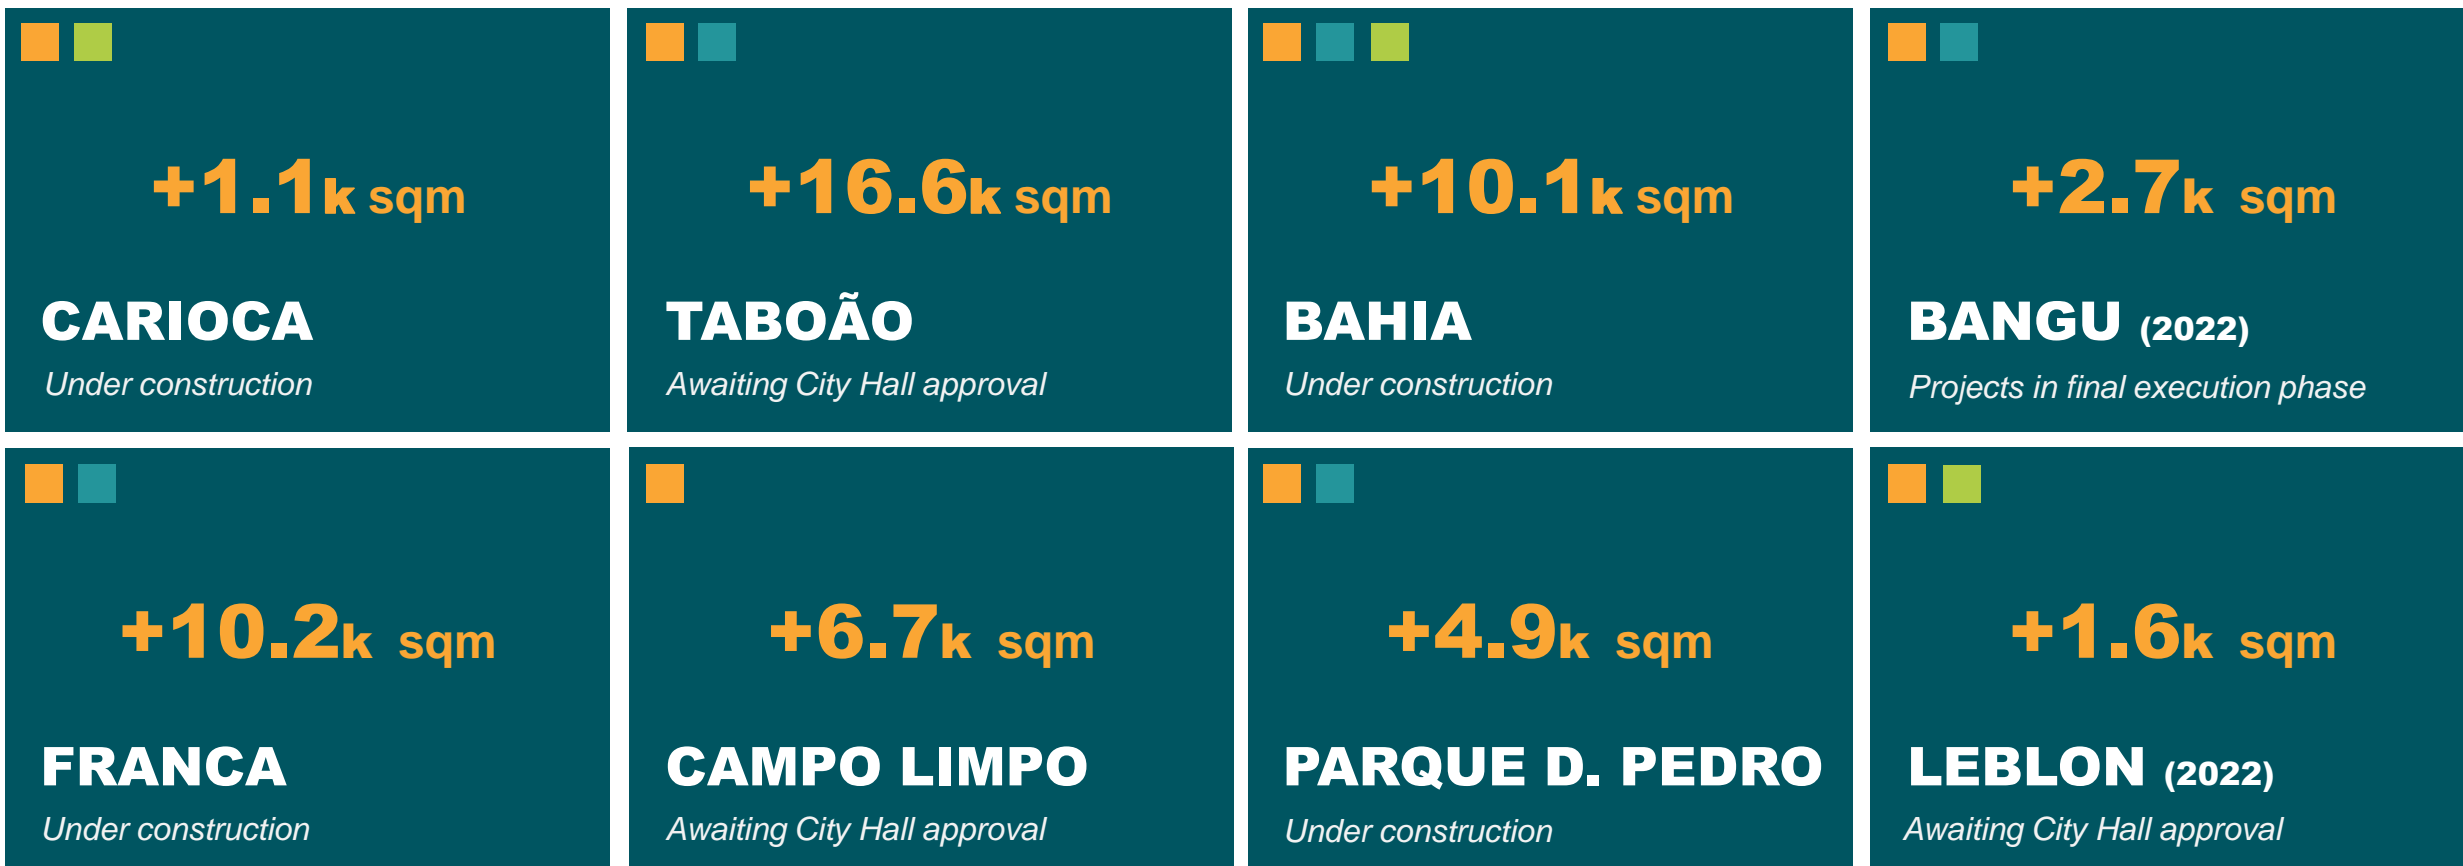 +1.1k sqm
CARIOCA
Under construction
+16.6k sqm
TABOÃO
Awaiting City Hall approval
+10.1k sqm
BAHIA
Under construction
+2.7k sqm
BANGU (2022)
Projects in final execution phase
+10.2k sqm
FRANCA
Under construction
+6.7k sqm
CAMPO LIMPO
Awaiting City Hall approval
+4.9k sqm
PARQUE D. PEDRO
Under construction
+1.6k sqm
LEBLON (2022)
Awaiting City Hall approval